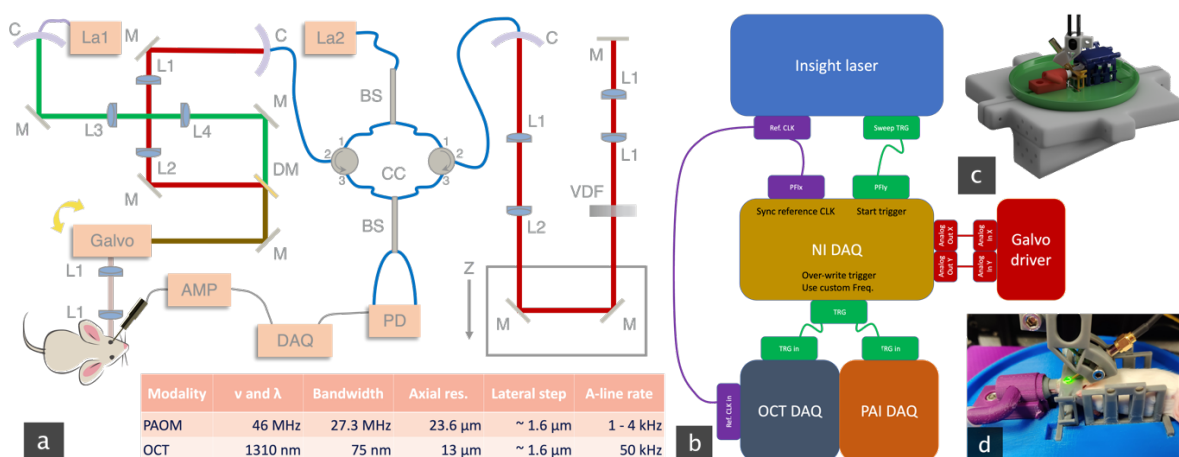 C
La1
M
L1
C
La2
C
M
L1
BS
M
M
L3
L4
L1
L1
L2
DM
1
2
3
1
2
3
CC
M
VDF
L2
BS
M
Galvo
L1
Z
AMP
L1
DAQ
PD
M
M
Modality ν and λ Bandwidth Axial res. Lateral step A-line rate
PAOM 46 MHz 27.3 MHz 23.6 µm ~ 1.6 µm 1 - 4 kHz
OCT 1310 nm 75 nm 13 µm ~ 1.6 µm 50 kHz
a
Insight laser
Ref. CLK
Sweep TRG
PFIx
PFIy
Sync reference CLK
Start trigger
NI DAQ
Over-write trigger
Use custom Freq.
Analog
Out X
Analog
In X
Analog
Out Y
Analog
In Y
Galvo
driver
TRG
TRG in
TRG in
Ref. CLK in
OCT DAQ
PAI DAQ
b
c
d